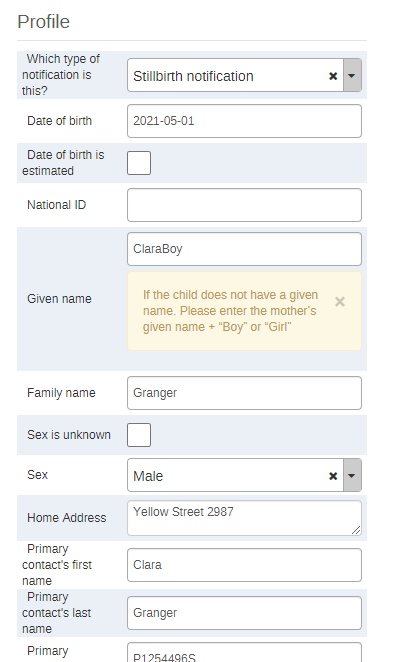 Profile
Which type of
notification is
this?
Stillbirth notification
Date of birth
2021-05-01
Date of birth is
estimated
National ID
ClaraBoy
Given name
If the child does not have a given
name. Please enter the mother's
given name + “Boy” or “Girl”
Family name
Granger
Sex is unknown
Sex
Male
Home Address
Yellow Street 2987
Primary
contact's first
name
Clara
Primary
contact's last
name
Granger
Primary
P1254496S